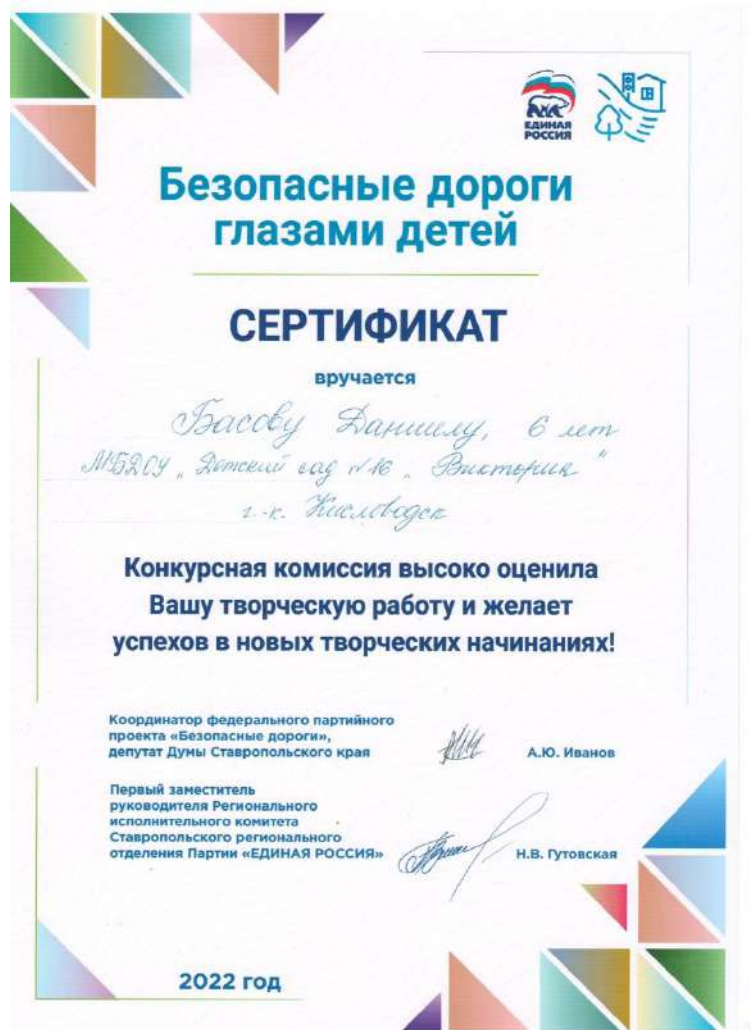 ЕДИНАЯ
РОССИЯ
Безопасные дороги
глазами детей
СЕРТИФИКАТ
вручается
Басову Даниилу, 6 лет
МБДОУ „Детский сад №16 „Виктория"
г.-к. Кисловодск
Конкурсная комиссия высоко оценила
Вашу творческую работу и желает
успехов в новых творческих начинаниях!
Координатор федерального партийного
проекта «Безопасные дороги»,
депутат Думы Ставропольского края
А.Ю. Иванов
Первый заместитель
руководителя Регионального
исполнительного комитета
Ставропольского регионального
отделения Партии «ЕДИНАЯ РОССИЯ»
Н.В. Гутовская
2022 год